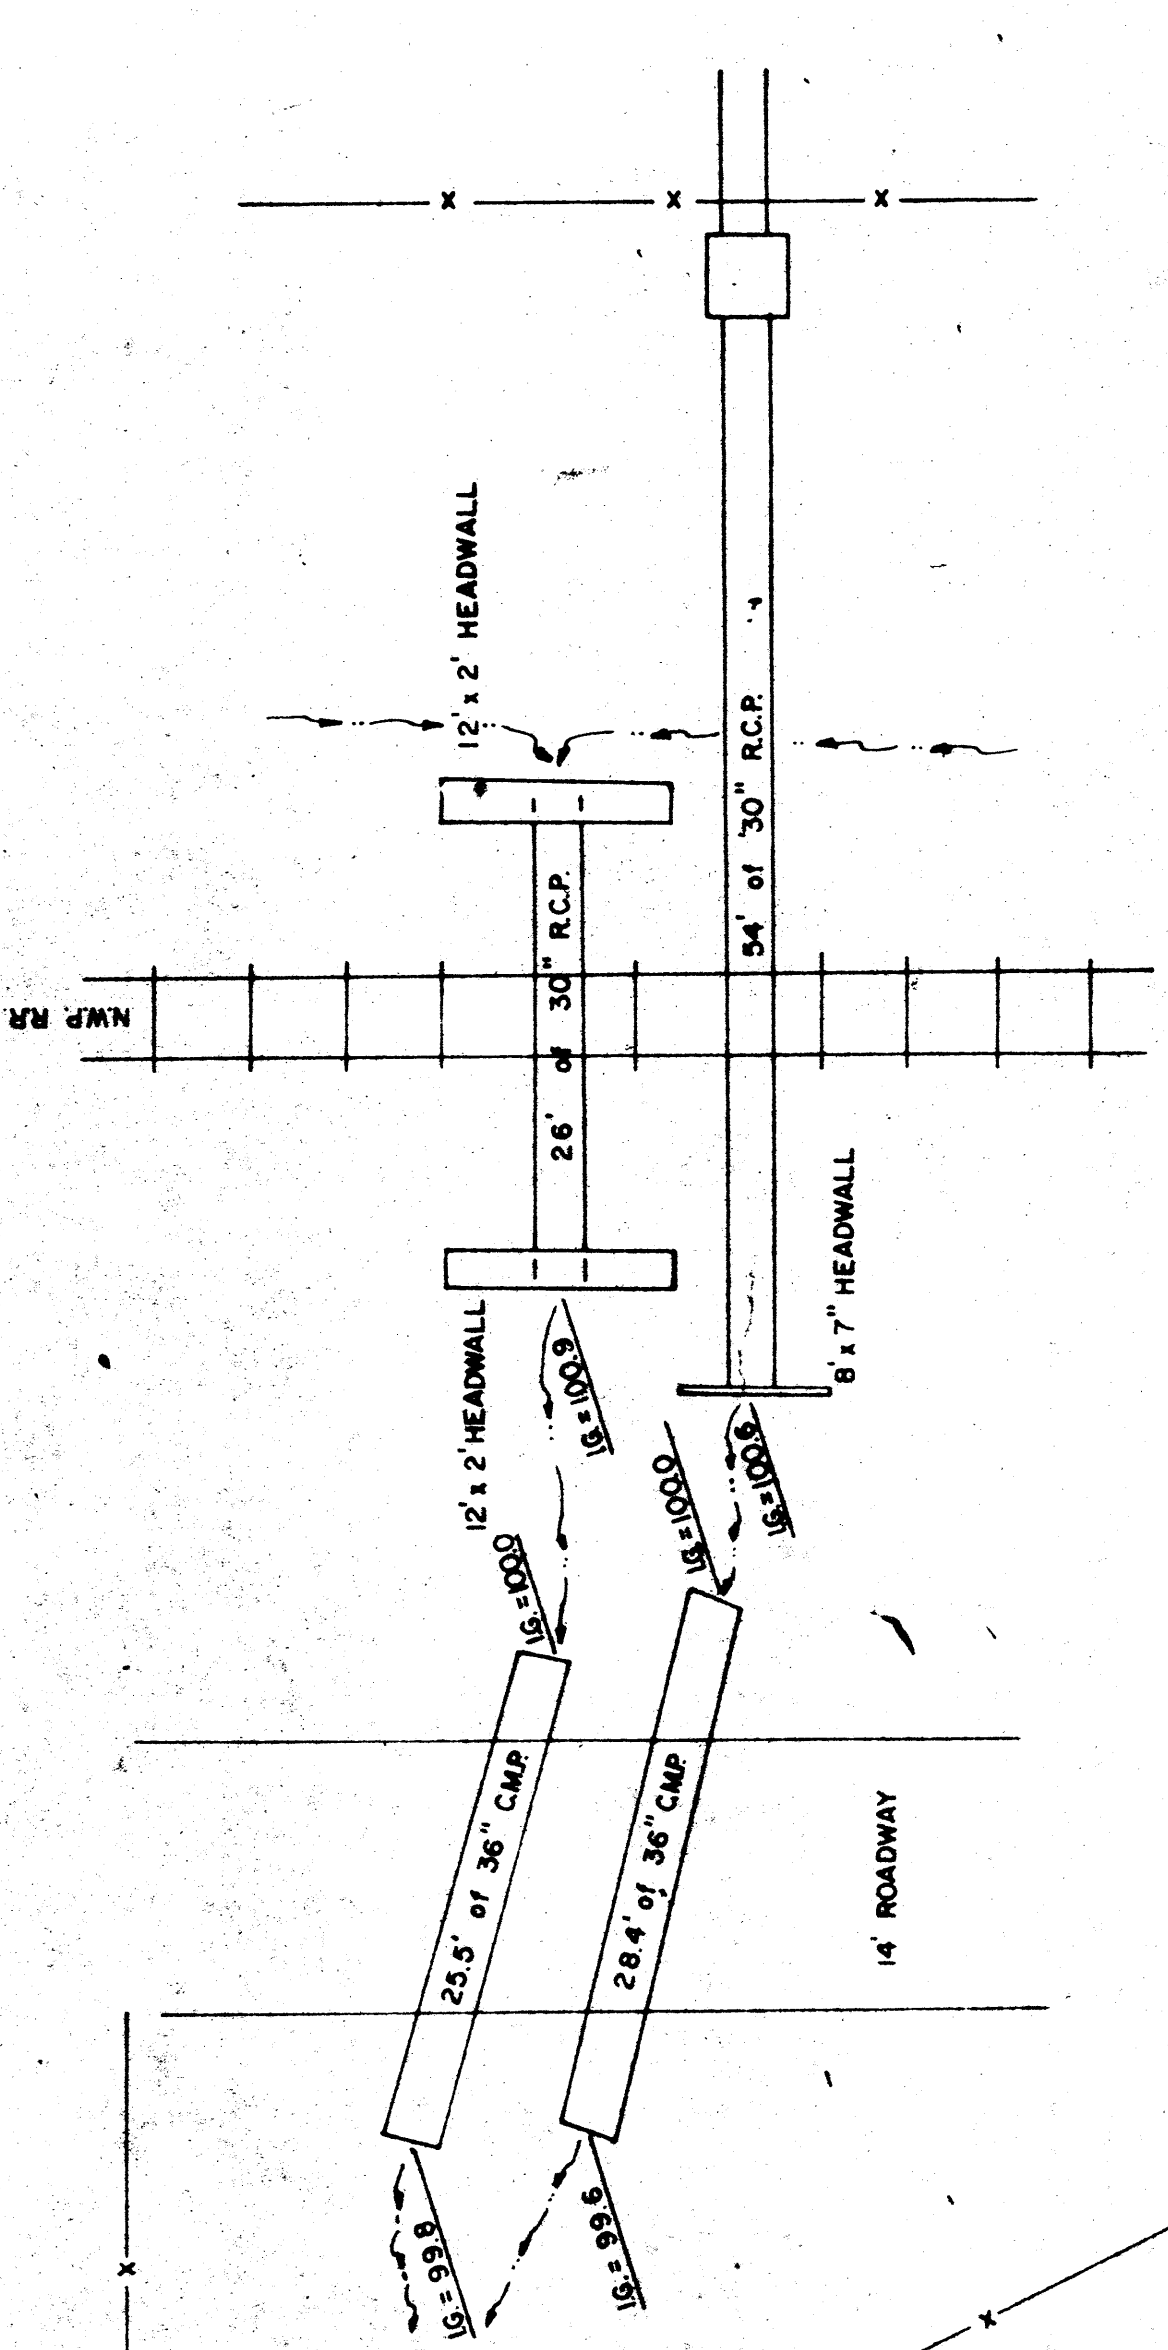 12' x 2' HEADWALL
54' of 30" R.C.P.
26' of 30" R.C.P.
N.W.P. R.R.
8' x 7" HEADWALL
12' x 2' HEADWALL
I.G. = 100.9
I.G. = 100.6
I.G. = 100.0
I.G. = 100.0
25.5' of 36" C.M.P.
28.4' of 36" C.M.P.
14' ROADWAY
I.G. = 99.8
I.G. = 99.6